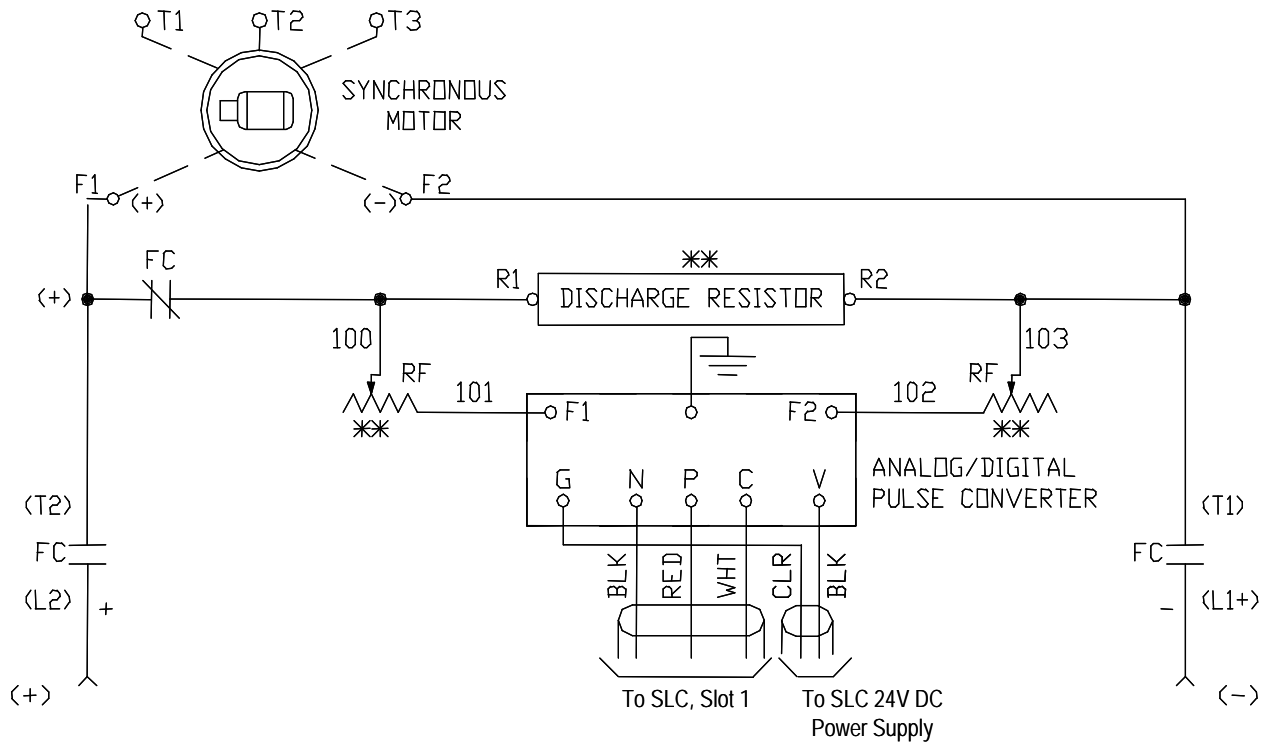 T1 T2 T3
SYNCHRONOUS
MOTOR
F1 (+) (-) F2
FC
**
(+) R1 DISCHARGE RESISTOR R2
100 103
RF 101 102 RF
F1 F2
** **
ANALOG/DIGITAL
PULSE CONVERTER
G N P C V
(T2) (T1)
FC FC
BLK RED WHT CLR BLK
(L2) + - (L1+)
(+) (-)
To SLC, Slot 1 To SLC 24V DC
Power Supply